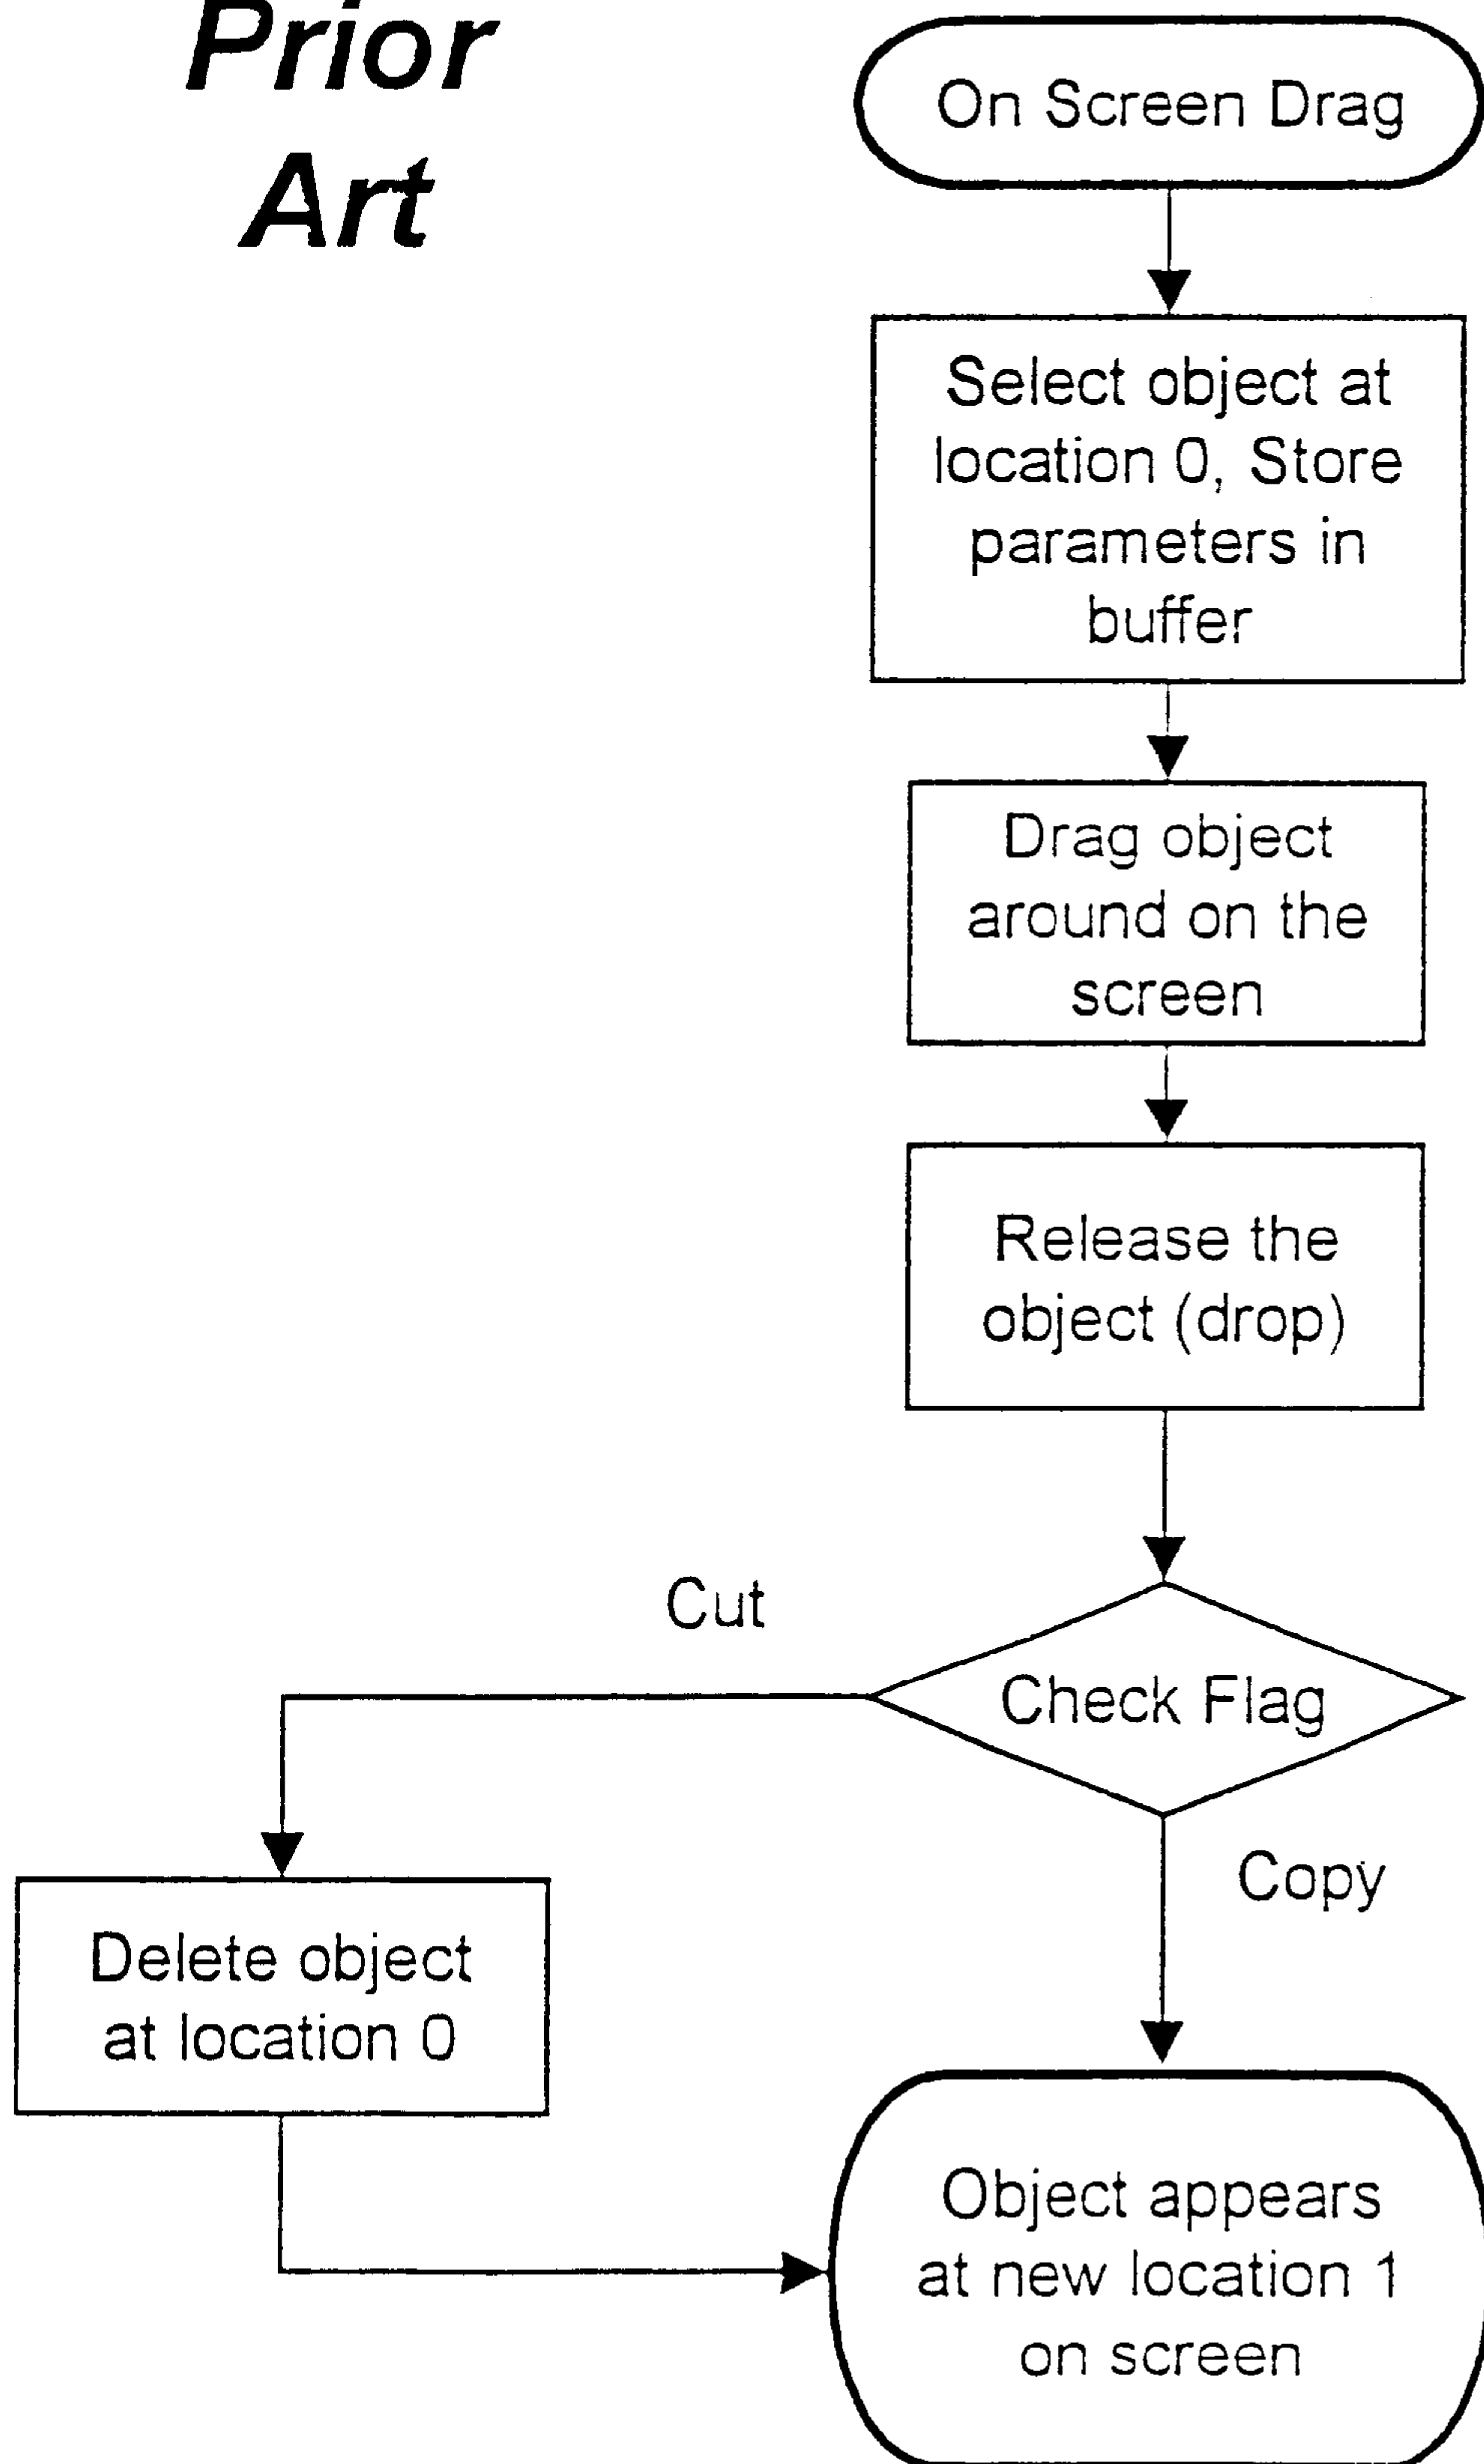 Prior
Art
On Screen Drag
Select object at
location 0, Store
parameters in
buffer
Drag object
around on the
screen
Release the
object (drop)
Cut
Check Flag
Copy
Delete object
at location 0
Object appears
at new location 1
on screen